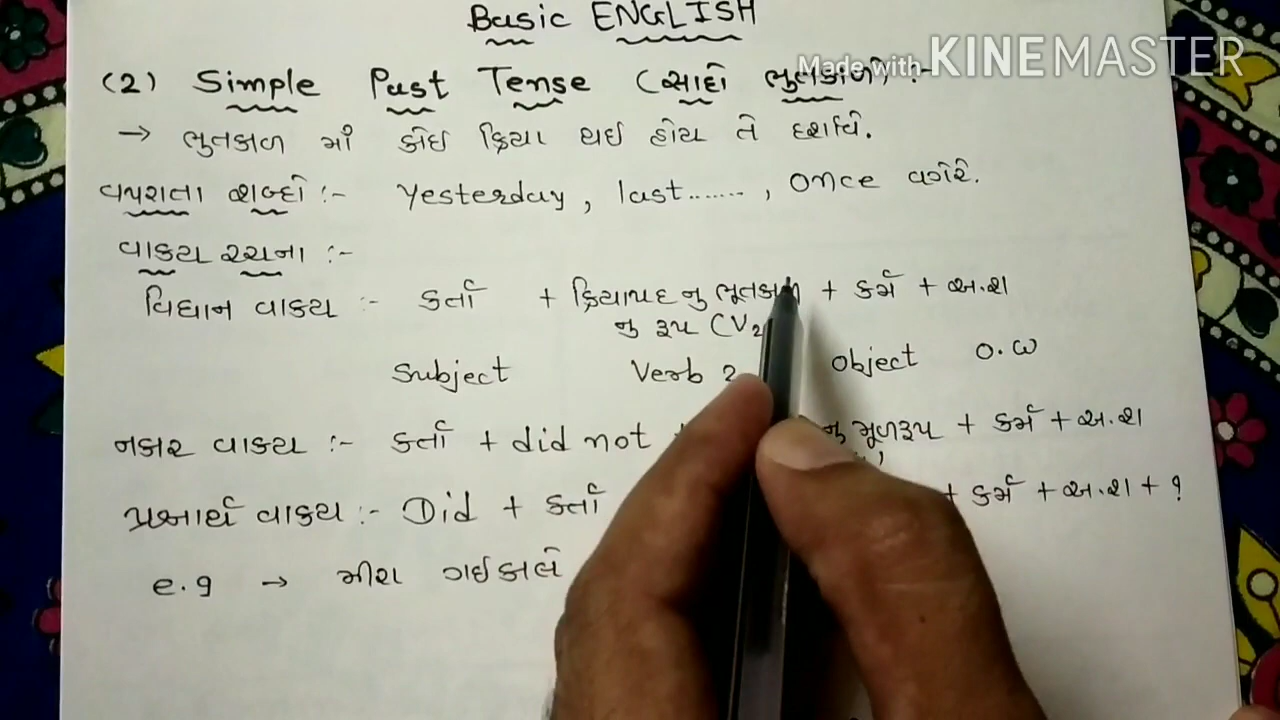 Basic ENGLISH
Made with KINEMASTER
(2) Simple Past Tense (સાદો ભુતકાળ) :-
→ ભુતકાળ માં કોઈ ક્રિયા થઈ હોય તે દર્શાવે.
વપરાતા શબ્દો :- Yesterday, last......., once વગેરે.
વાક્ય રચના :-
વિધાન વાક્ય :- કર્તા + ક્રિયાપદ નુ ભૂતકાળ + કર્મ + અ.શ
નુ રૂપ (V2
Subject Verb 2 Object O.W
નકાર વાક્ય :- કર્તા + did not નુ મૂળરૂપ + કર્મ + અ.શ
પ્રશ્નાર્થ વાક્ય :- Did + કર્તા + કર્મ + અ.શ + ?
e.g → મીરા ગઈકાલે